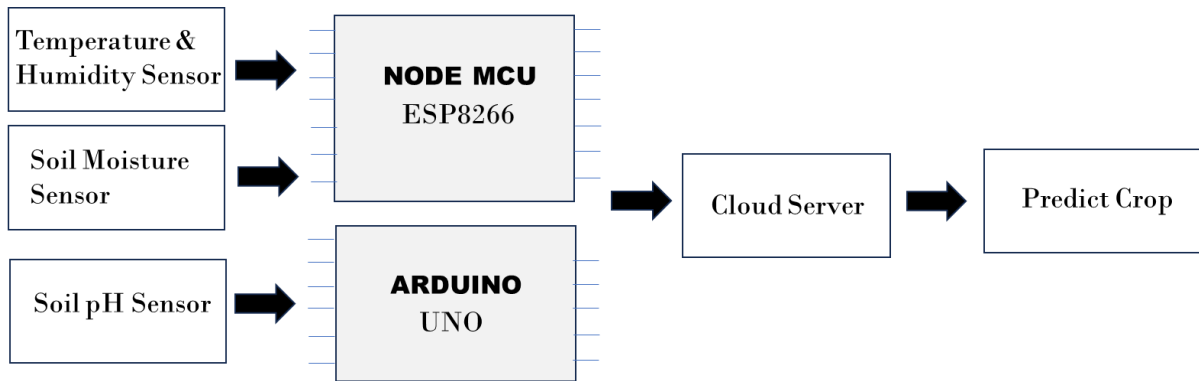 Temperature &
Humidity Sensor
Soil Moisture
Sensor
Soil pH Sensor
NODE MCU
ESP8266
ARDUINO
UNO
Cloud Server
Predict Crop